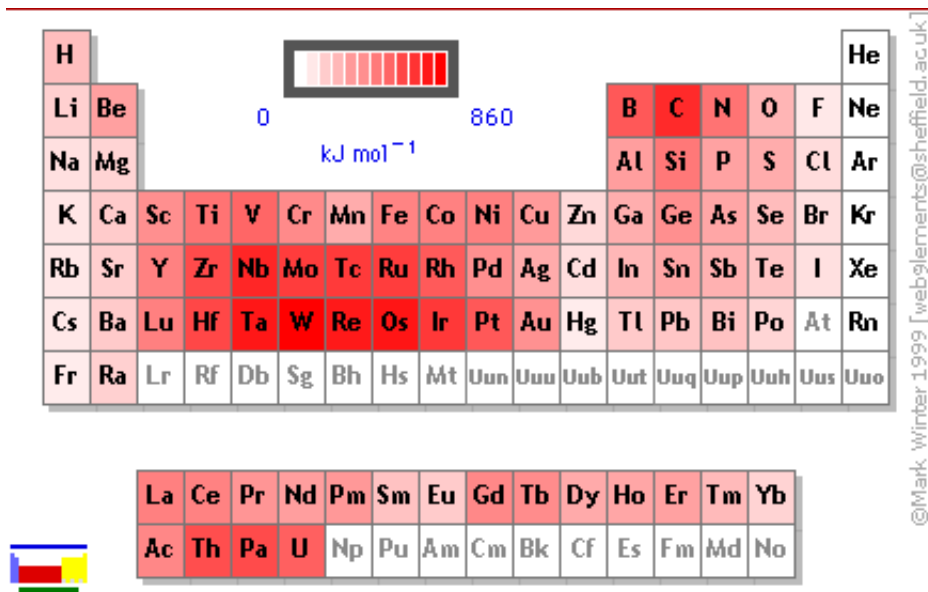 H He
Li Be B C N O F Ne
0 860
kJ mol⁻¹
Na Mg Al Si P S Cl Ar
K Ca Sc Ti V Cr Mn Fe Co Ni Cu Zn Ga Ge As Se Br Kr
Rb Sr Y Zr Nb Mo Tc Ru Rh Pd Ag Cd In Sn Sb Te I Xe
Cs Ba Lu Hf Ta W Re Os Ir Pt Au Hg Tl Pb Bi Po At Rn
Fr Ra Lr Rf Db Sg Bh Hs Mt Uun Uuu Uub Uut Uuq Uup Uuh Uus Uuo
La Ce Pr Nd Pm Sm Eu Gd Tb Dy Ho Er Tm Yb
Ac Th Pa U Np Pu Am Cm Bk Cf Es Fm Md No
©Mark Winter 1999 [web9lements@sheffield.ac.uk]